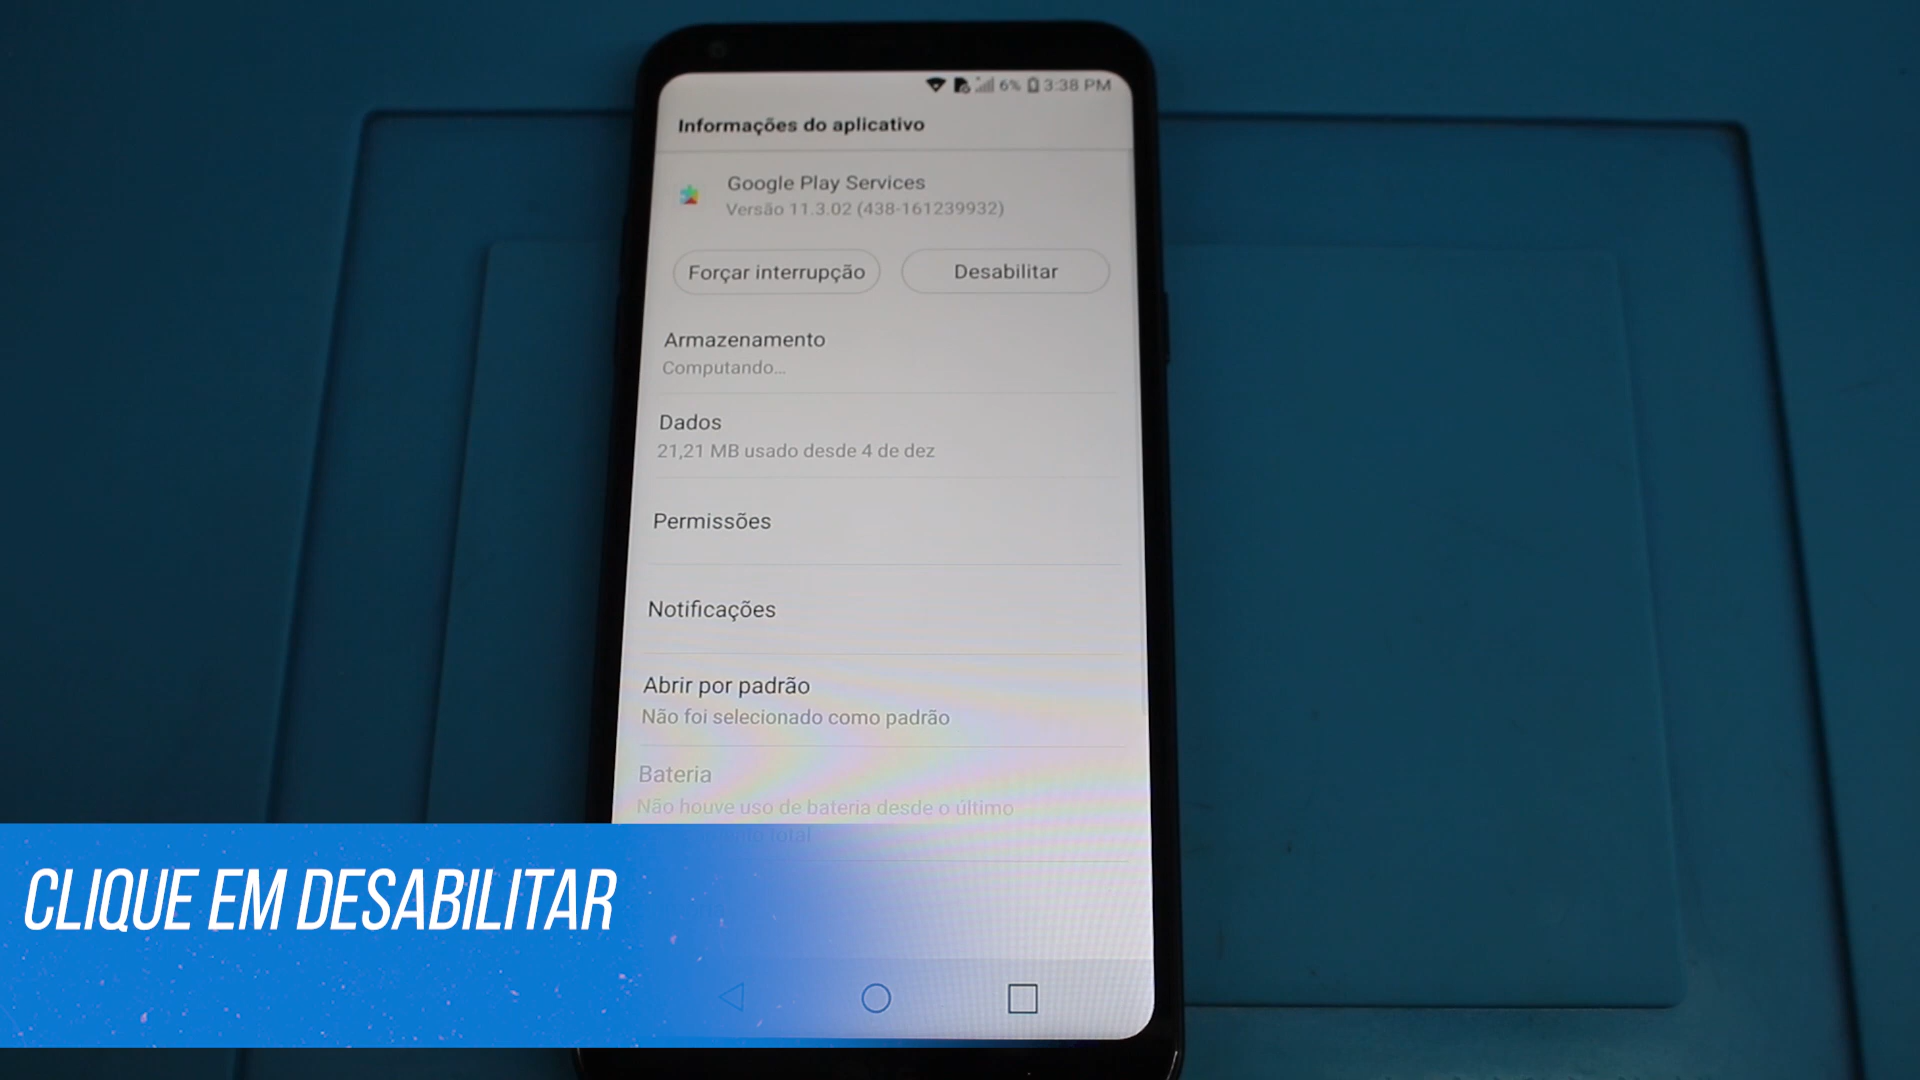 6% 3:38 PM
Informações do aplicativo
Google Play Services
Versão 11.3.02 (438-161239932)
Forçar interrupção Desabilitar
Armazenamento
Computando...
Dados
21,21 MB usado desde 4 de dez
Permissões
Notificações
Abrir por padrão
Não foi selecionado como padrão
Bateria
Não houve uso de bateria desde o último
total
CLIQUE EM DESABILITAR